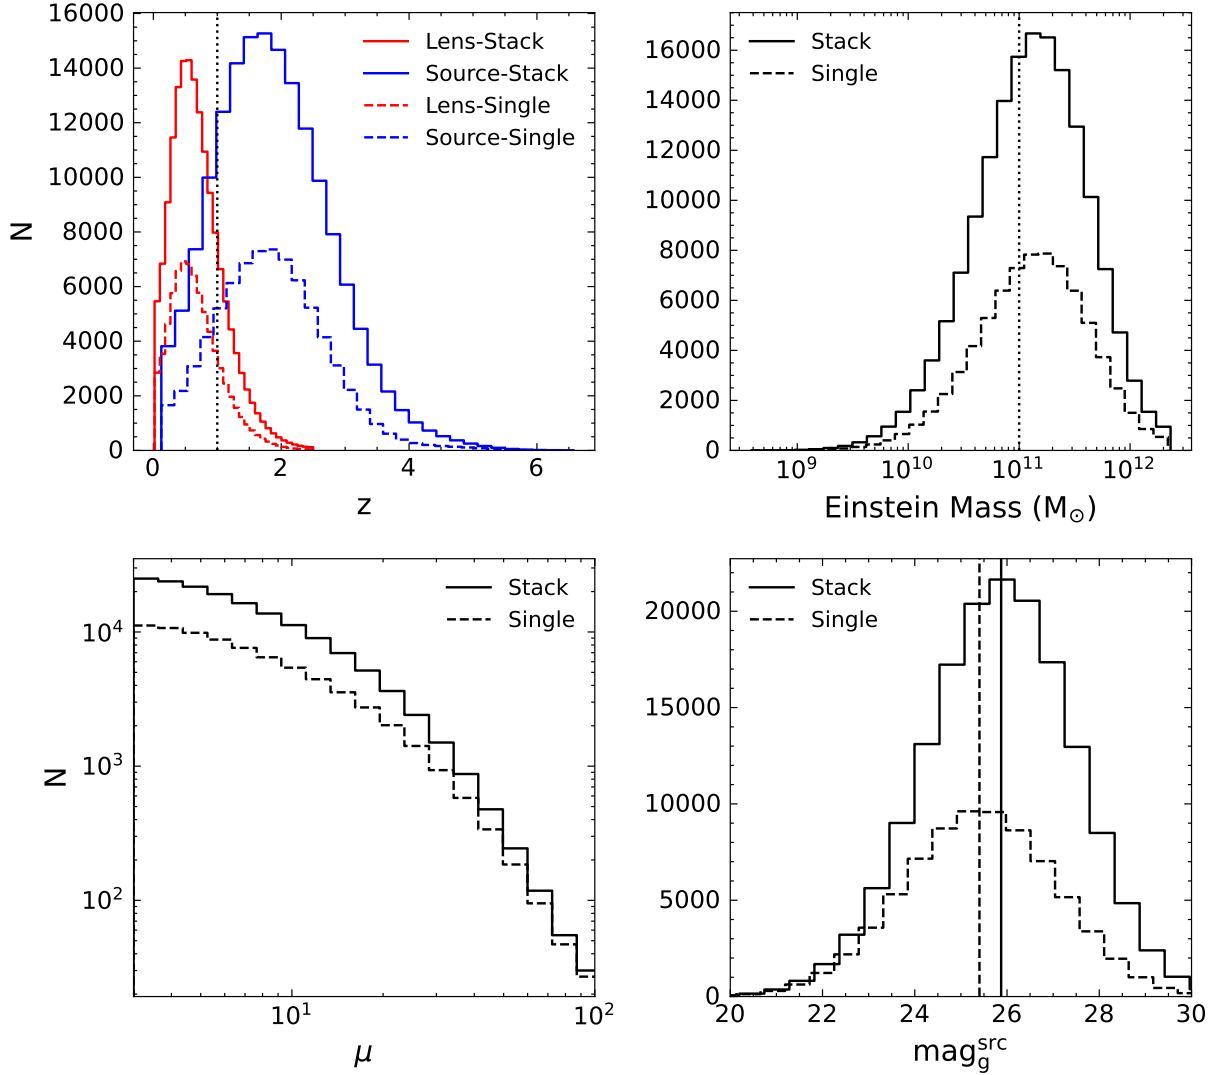 16000
14000
12000
10000
8000
6000
4000
2000
0
N
0
2
4
6
z
Lens-Stack
Source-Stack
Lens-Single
Source-Single
16000
14000
12000
10000
8000
6000
4000
2000
0
10⁹
10¹⁰
10¹¹
10¹²
Einstein Mass (M⊙)
Stack
Single
10⁴
10³
10²
N
10¹
10²
μ
Stack
Single
20000
15000
10000
5000
0
20
22
24
26
28
30
mag_g^src
Stack
Single